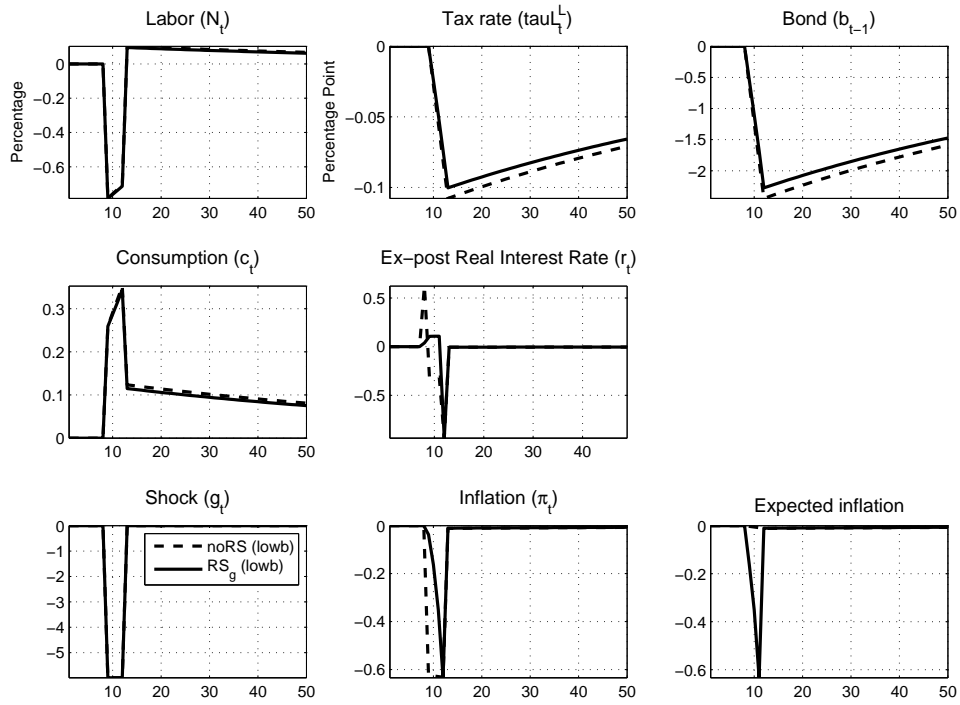 Labor (N_t)
Tax rate (tauL_t^L)
Bond (b_{t−1})
Percentage
0
−0.2
−0.4
−0.6
10 20 30 40 50
Percentage Point
0
−0.05
−0.1
10 20 30 40 50
0
−0.5
−1
−1.5
−2
10 20 30 40 50
Consumption (c_t)
Ex−post Real Interest Rate (r_t)
0.3
0.2
0.1
0
10 20 30 40 50
0.5
0
−0.5
10 20 30 40
Shock (g_t)
Inflation (π_t)
Expected inflation
0
−1
−2
−3
−4
−5
10 20 30 40 50
noRS (lowb)
RS_g (lowb)
0
−0.2
−0.4
−0.6
10 20 30 40 50
0
−0.2
−0.4
−0.6
10 20 30 40 50